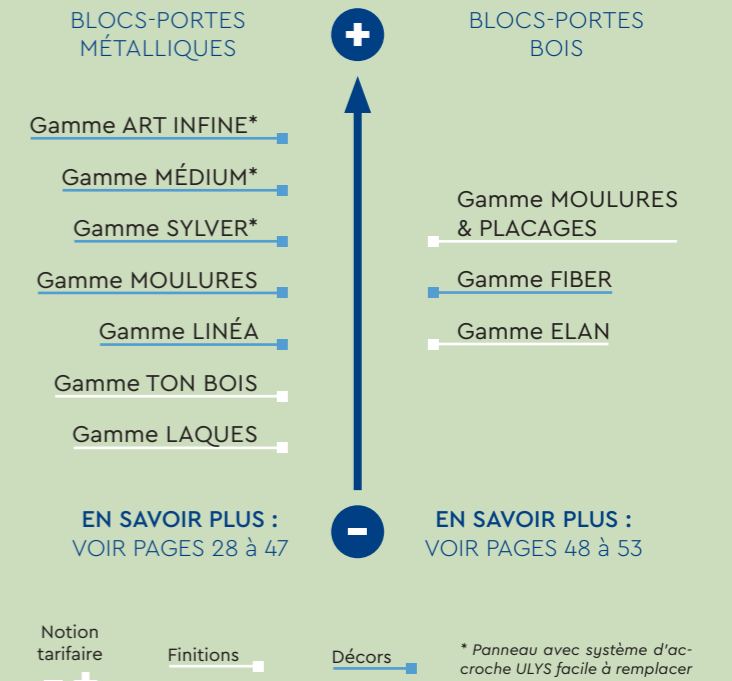 BLOCS-PORTES
MÉTALLIQUES
+
BLOCS-PORTES
BOIS
Gamme ART INFINE*
Gamme MÉDIUM*
Gamme SYLVER*
Gamme MOULURES
Gamme LINÉA
Gamme TON BOIS
Gamme LAQUES
Gamme MOULURES
& PLACAGES
Gamme FIBER
Gamme ELAN
EN SAVOIR PLUS :
VOIR PAGES 28 à 47
-
EN SAVOIR PLUS :
VOIR PAGES 48 à 53
Notion
tarifaire
- +
Finitions
Décors
* Panneau avec système d'ac-
croche ULYS facile à remplacer